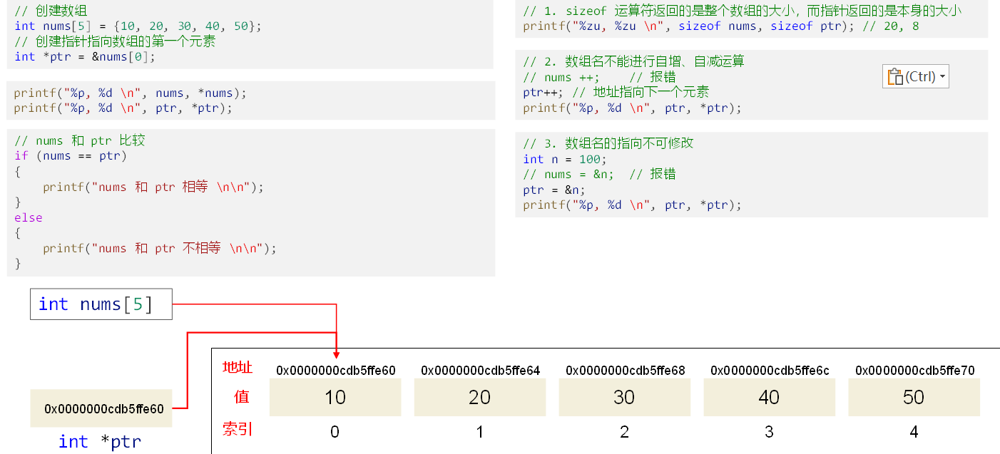 // 创建数组
int nums[5] = {10, 20, 30, 40, 50};
// 创建指针指向数组的第一个元素
int *ptr = &nums[0];
printf("%p, %d \n", nums, *nums);
printf("%p, %d \n", ptr, *ptr);
// nums 和 ptr 比较
if (nums == ptr)
{
    printf("nums 和 ptr 相等 \n\n");
}
else
{
    printf("nums 和 ptr 不相等 \n\n");
}
// 1. sizeof 运算符返回的是整个数组的大小，而指针返回的是本身的大小
printf("%zu, %zu \n", sizeof nums, sizeof ptr); // 20, 8
// 2. 数组名不能进行自增、自减运算
// nums ++;    // 报错
ptr++; // 地址指向下一个元素
printf("%p, %d \n", ptr, *ptr);
(Ctrl)
// 3. 数组名的指向不可修改
int n = 100;
// nums = &n;  // 报错
ptr = &n;
printf("%p, %d \n", ptr, *ptr);
int nums[5]
地址 0x0000000cdb5ffe60 0x0000000cdb5ffe64 0x0000000cdb5ffe68 0x0000000cdb5ffe6c 0x0000000cdb5ffe70
值 10 20 30 40 50
索引 0 1 2 3 4
0x0000000cdb5ffe60
int *ptr